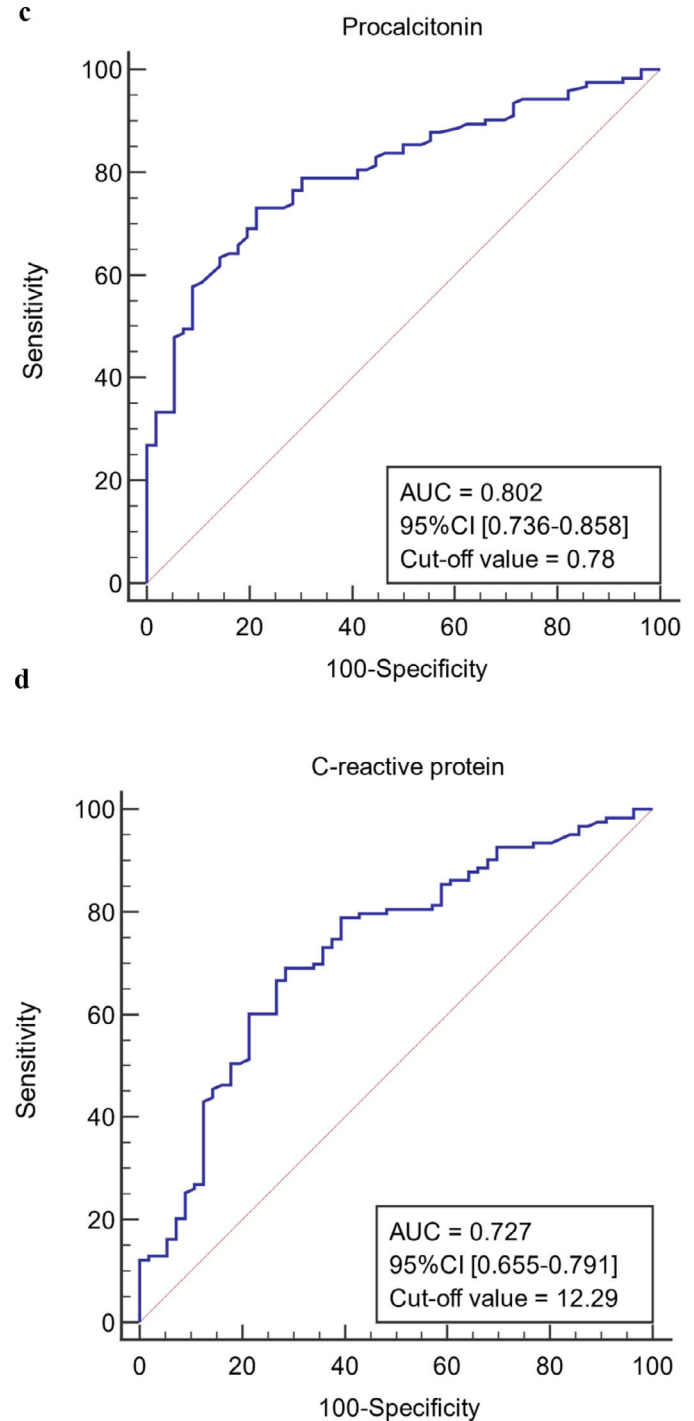 c
Procalcitonin
100
80
60
40
20
0
Sensitivity
AUC = 0.802
95%CI [0.736-0.858]
Cut-off value = 0.78
0 20 40 60 80 100
100-Specificity
d
C-reactive protein
100
80
60
40
20
0
Sensitivity
AUC = 0.727
95%CI [0.655-0.791]
Cut-off value = 12.29
0 20 40 60 80 100
100-Specificity